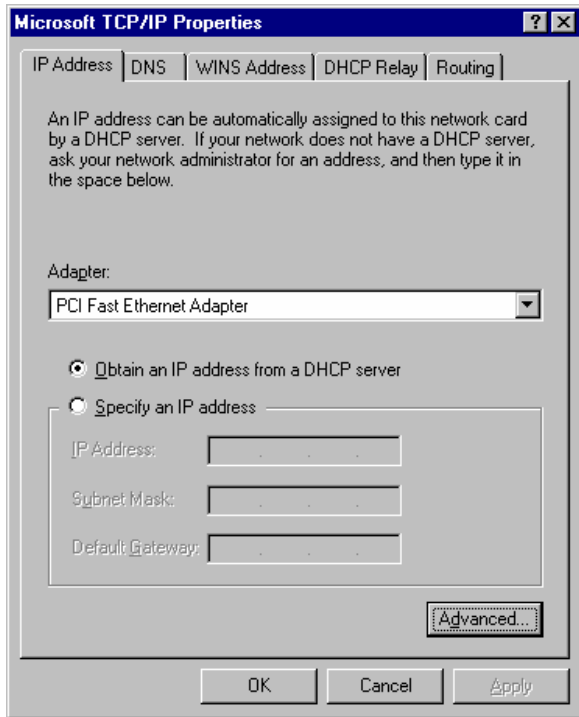 Microsoft TCP/IP Properties
IP Address DNS WINS Address DHCP Relay Routing
An IP address can be automatically assigned to this network card
by a DHCP server. If your network does not have a DHCP server,
ask your network administrator for an address, and then type it in
the space below.
Adapter:
PCI Fast Ethernet Adapter
Obtain an IP address from a DHCP server
Specify an IP address
IP Address:
Subnet Mask:
Default Gateway:
Advanced...
OK Cancel Apply